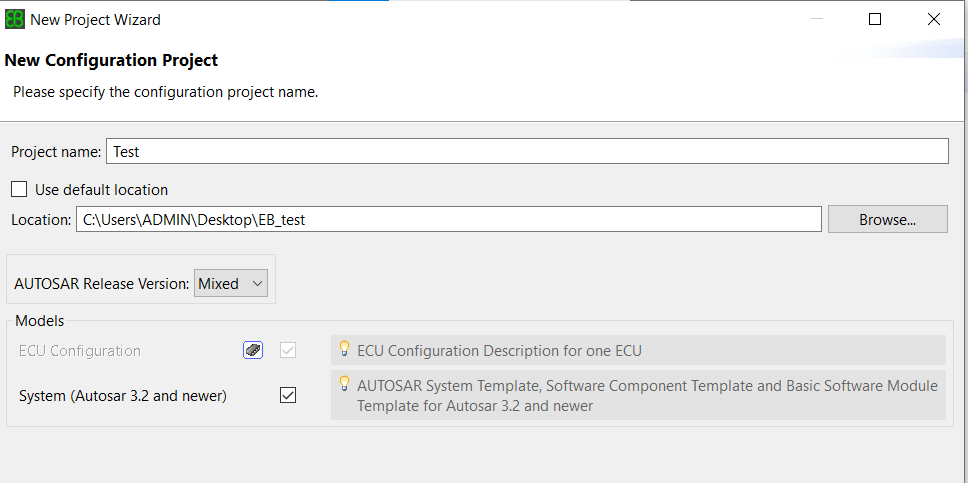 New Project Wizard
New Configuration Project
Please specify the configuration project name.
Project name: Test
Use default location
Location: C:\Users\ADMIN\Desktop\EB_test Browse...
AUTOSAR Release Version: Mixed
Models
ECU Configuration ECU Configuration Description for one ECU
System (Autosar 3.2 and newer) AUTOSAR System Template, Software Component Template and Basic Software Module
Template for Autosar 3.2 and newer